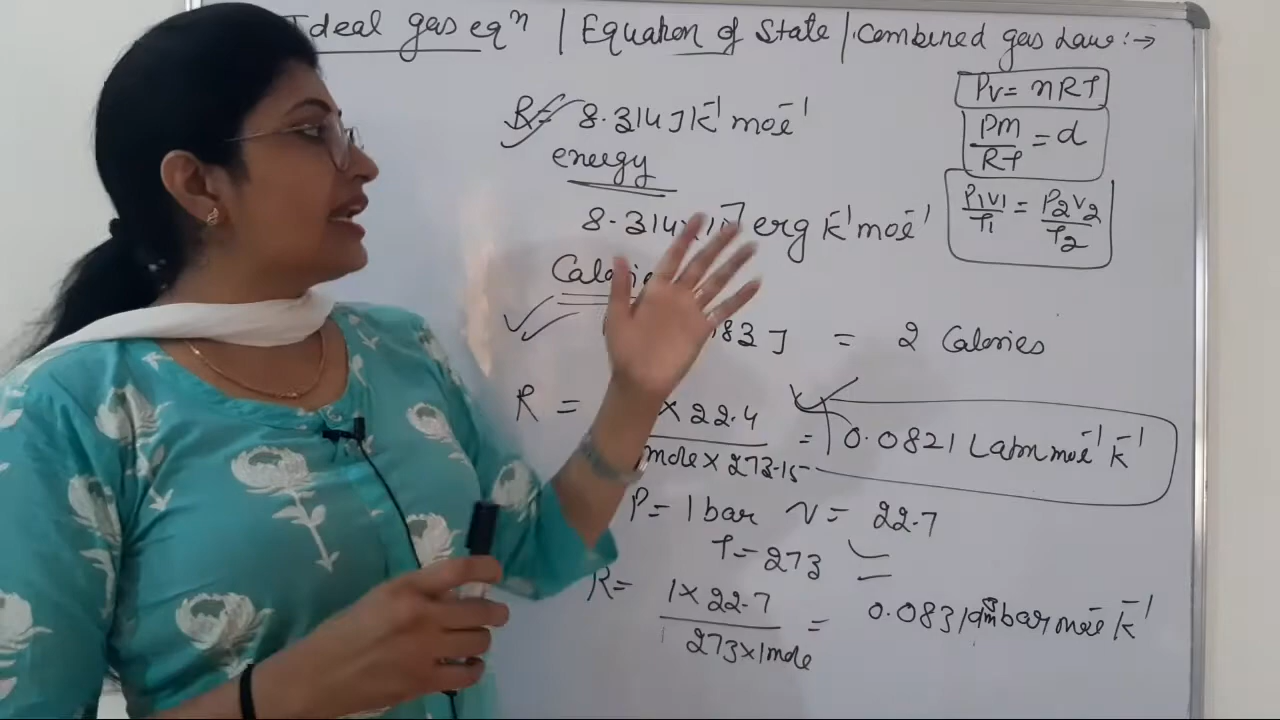 Ideal gas eqⁿ | Equation of State | Combined gas Law :→
PV = nRT
PM/RT = d
P₁V₁/T₁ = P₂V₂/T₂
R = 8.314 J K⁻¹ mol⁻¹
energy
8.314 × erg K⁻¹ mol⁻¹
83 J = 2 Calories
R = × 22.4 / mole × 273.15 = 0.0821 L atm mol⁻¹ K⁻¹
P = 1 bar V = 22.7
T = 273
R = 1 × 22.7 / 273 × 1 mole = 0.0831 dm³ bar mol⁻ K⁻¹